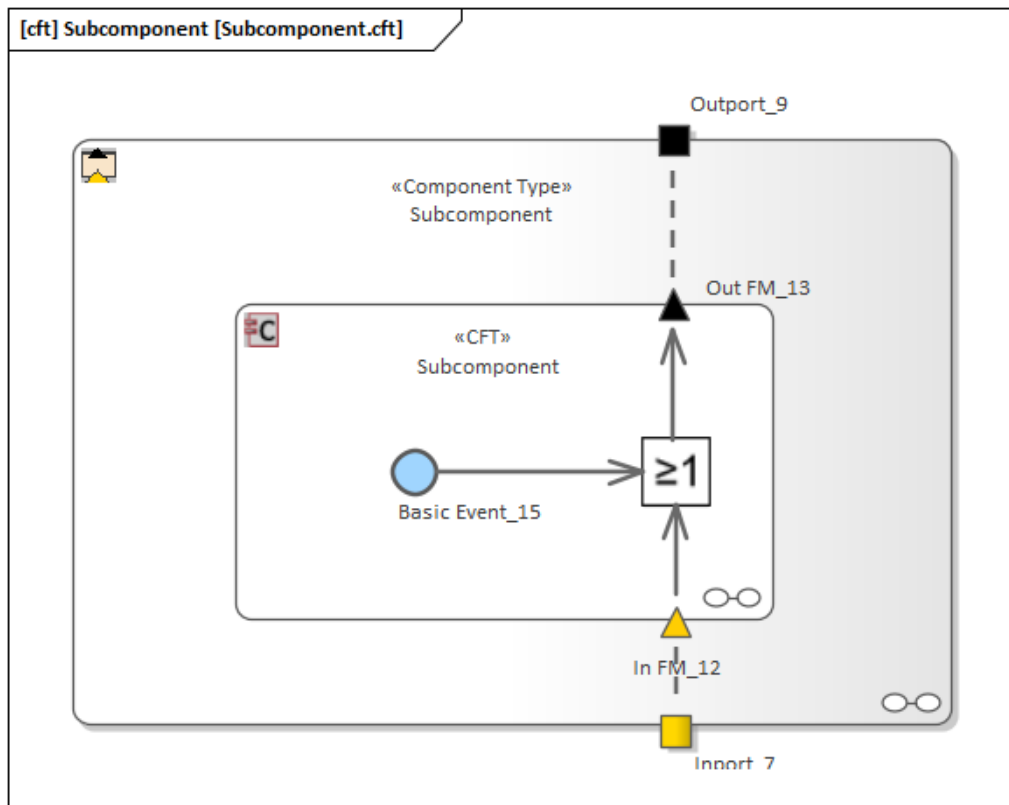 [cft] Subcomponent [Subcomponent.cft]
Outport_9
«Component Type»
Subcomponent
Out FM_13
C
«CFT»
Subcomponent
≥1
Basic Event_15
In FM_12
Inport_7